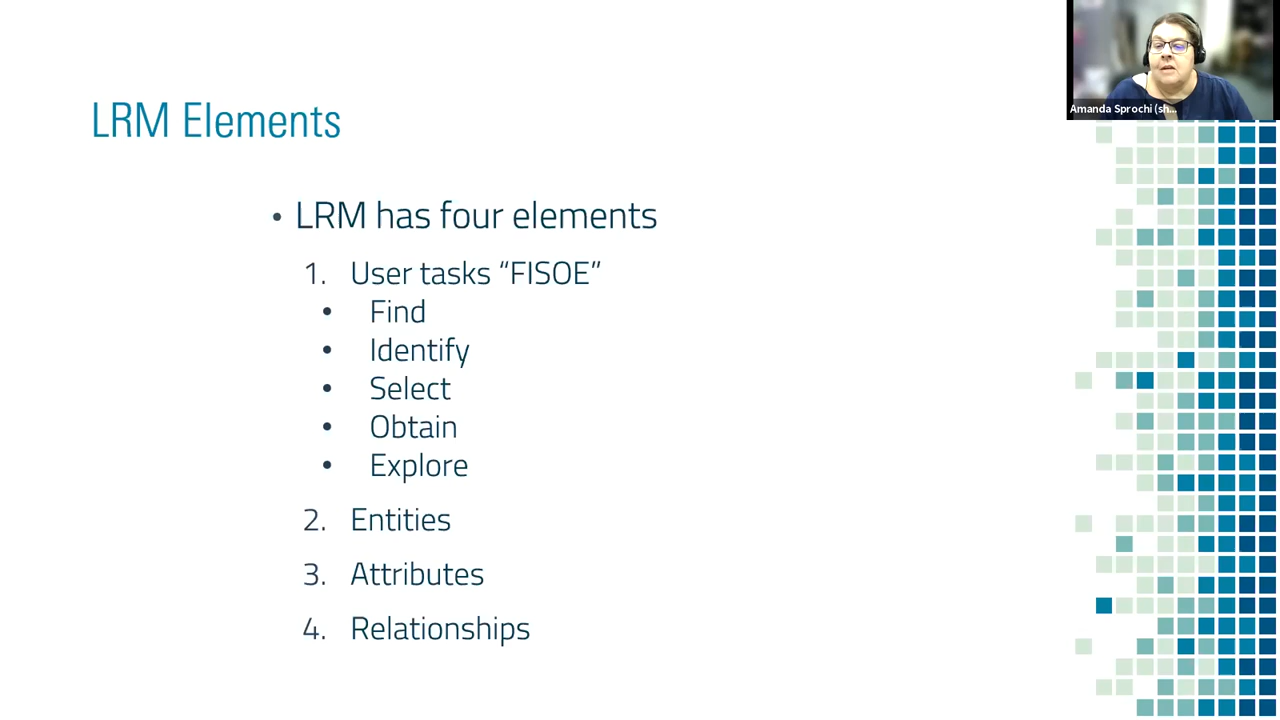 Amanda Sprochi (sh...
LRM Elements
• LRM has four elements
1. User tasks “FISOE”
• Find
• Identify
• Select
• Obtain
• Explore
2. Entities
3. Attributes
4. Relationships